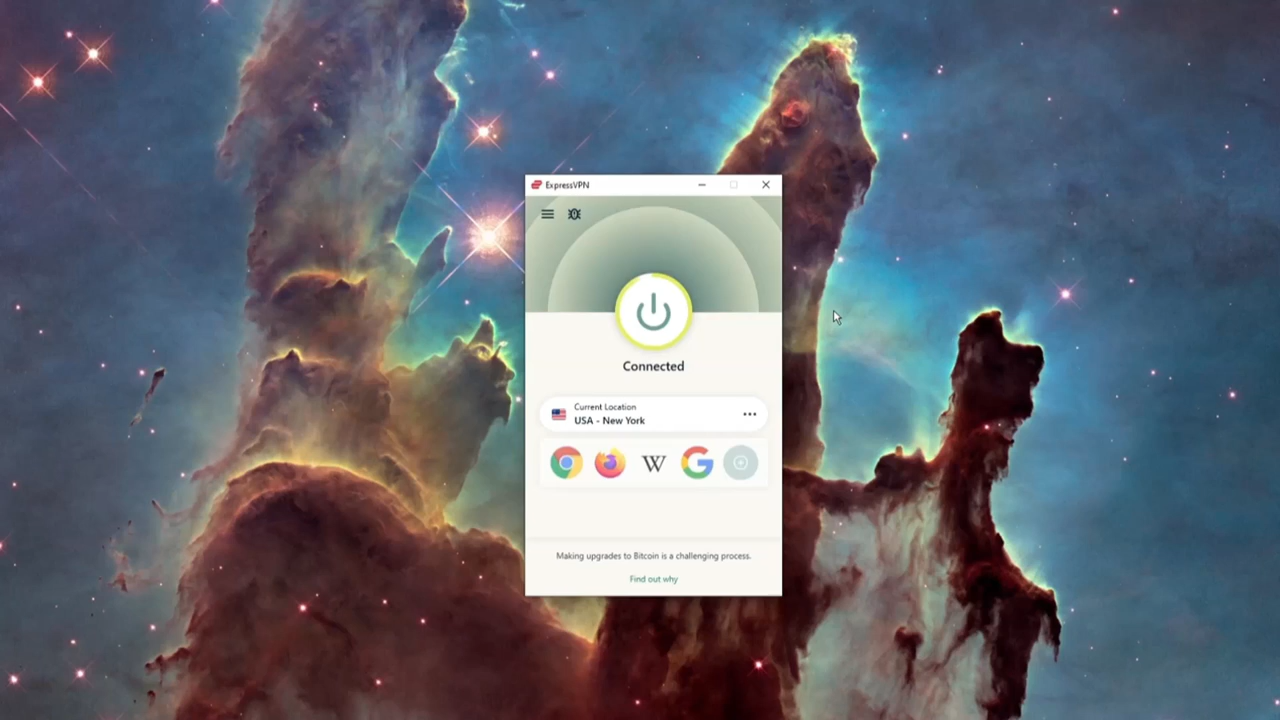 ExpressVPN
Connected
Current Location
USA - New York
W
Making upgrades to Bitcoin is a challenging process.
Find out why